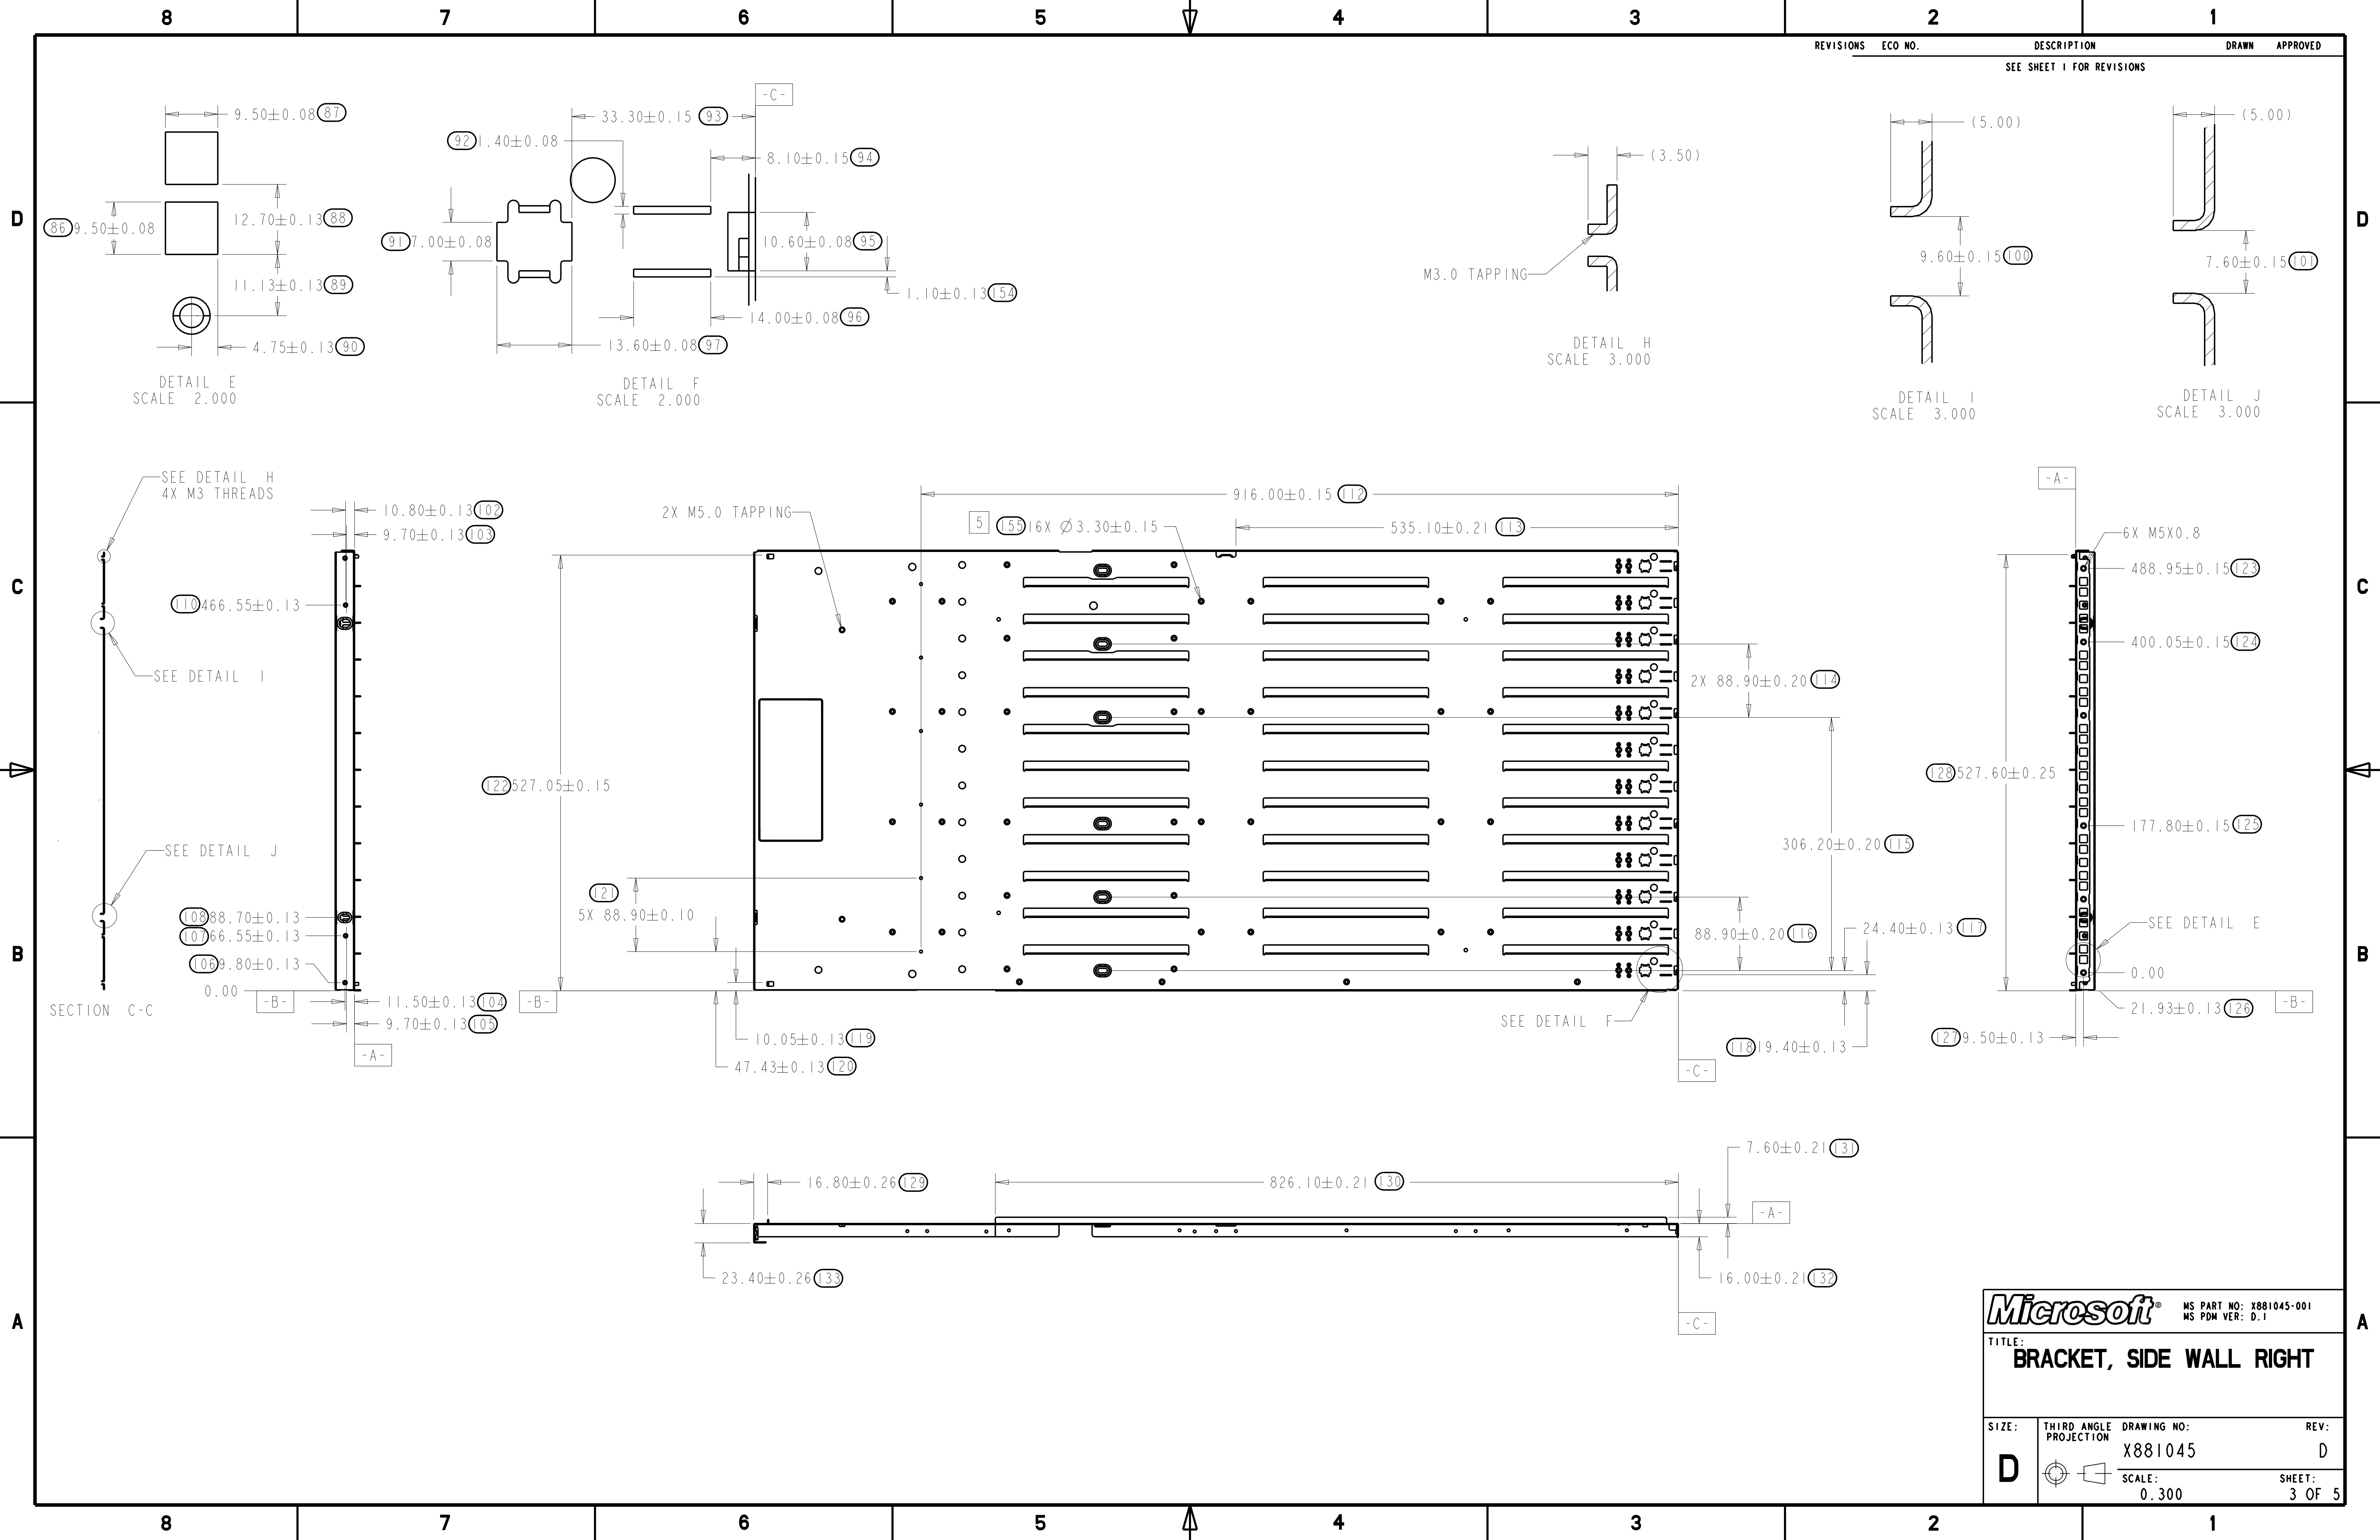 8 7 6 5 4 3 2 1
REVISIONS ECO NO. DESCRIPTION DRAWN APPROVED
SEE SHEET 1 FOR REVISIONS
D
D
9.50±0.08 87
86 9.50±0.08
12.70±0.13 88
11.13±0.13 89
4.75±0.13 90
DETAIL E
SCALE 2.000
-C-
33.30±0.15 93
92 1.40±0.08
8.10±0.15 94
91 7.00±0.08
10.60±0.08 95
1.10±0.13 154
14.00±0.08 96
13.60±0.08 97
DETAIL F
SCALE 2.000
(3.50)
M3.0 TAPPING
DETAIL H
SCALE 3.000
(5.00)
9.60±0.15 100
DETAIL I
SCALE 3.000
(5.00)
7.60±0.15 101
DETAIL J
SCALE 3.000
C
C
SEE DETAIL H
4X M3 THREADS
SEE DETAIL I
SEE DETAIL J
SECTION C-C
10.80±0.13 102
9.70±0.13 103
110 466.55±0.13
108 88.70±0.13
107 66.55±0.13
106 9.80±0.13
0.00
-B-
11.50±0.13 104
9.70±0.13 105
-A-
916.00±0.15 112
2X M5.0 TAPPING
5 155 16X Ø3.30±0.15
535.10±0.21 113
122 527.05±0.15
121
5X 88.90±0.10
-B-
10.05±0.13 119
47.43±0.13 120
2X 88.90±0.20 114
306.20±0.20 115
88.90±0.20 116
24.40±0.13 117
SEE DETAIL F
118 19.40±0.13
-C-
-A-
6X M5X0.8
488.95±0.15 123
400.05±0.15 124
128 527.60±0.25
177.80±0.15 125
SEE DETAIL E
0.00
21.93±0.13 126
-B-
127 9.50±0.13
B
B
7.60±0.21 131
16.80±0.26 129
826.10±0.21 130
-A-
23.40±0.26 133
16.00±0.21 132
-C-
A
A
Microsoft® MS PART NO: X881045-001
MS PDM VER: D.1
TITLE:
BRACKET, SIDE WALL RIGHT
SIZE: THIRD ANGLE PROJECTION DRAWING NO: REV:
D X881045 D
SCALE: SHEET:
0.300 3 OF 5
8 7 6 5 4 3 2 1